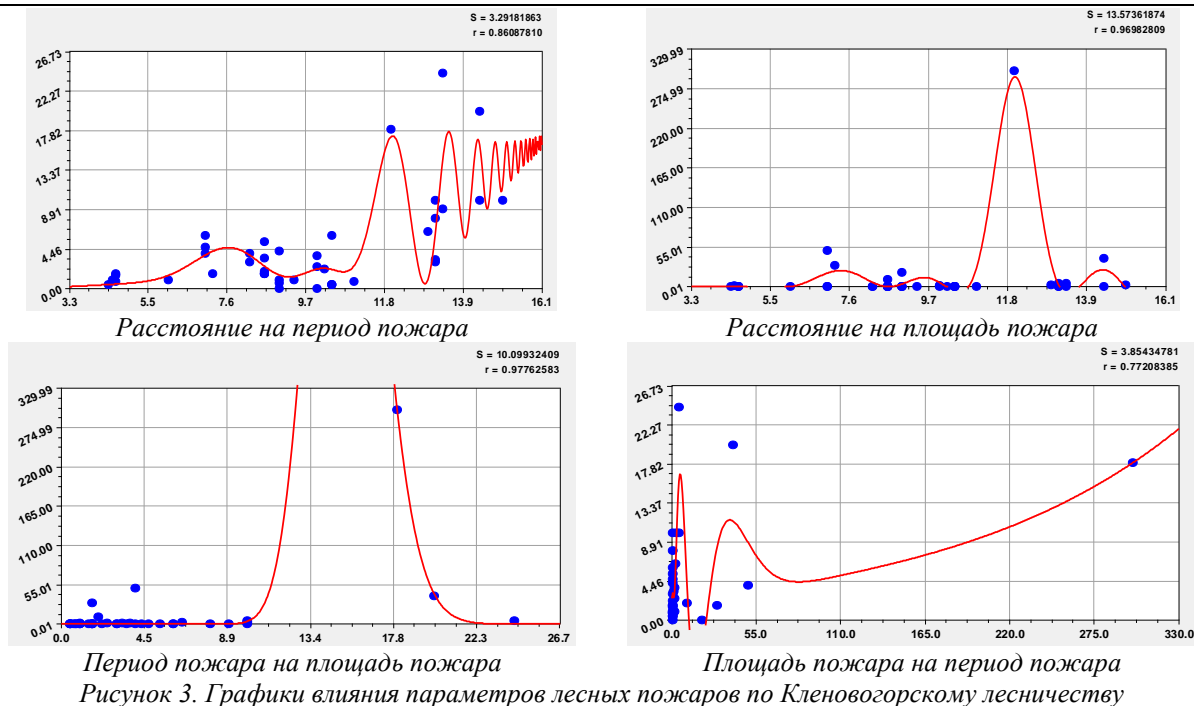 S = 3.29181863
r = 0.86087810
26.73
22.27
17.82
13.37
8.91
4.46
0.00
3.3 5.5 7.6 9.7 11.8 13.9 16.1
Расстояние на период пожара
S = 13.57361874
r = 0.96982809
329.99
274.99
220.00
165.00
110.00
55.01
0.01
3.3 5.5 7.6 9.7 11.8 13.9 16.1
Расстояние на площадь пожара
S = 10.09932409
r = 0.97762583
329.99
274.99
220.00
165.00
110.00
55.01
0.01
0.0 4.5 8.9 13.4 17.8 22.3 26.7
Период пожара на площадь пожара
S = 3.85434781
r = 0.77208385
26.73
22.27
17.82
13.37
8.91
4.46
0.00
0.0 55.0 110.0 165.0 220.0 275.0 330.0
Площадь пожара на период пожара
Рисунок 3. Графики влияния параметров лесных пожаров по Кленовогорскому лесничеству